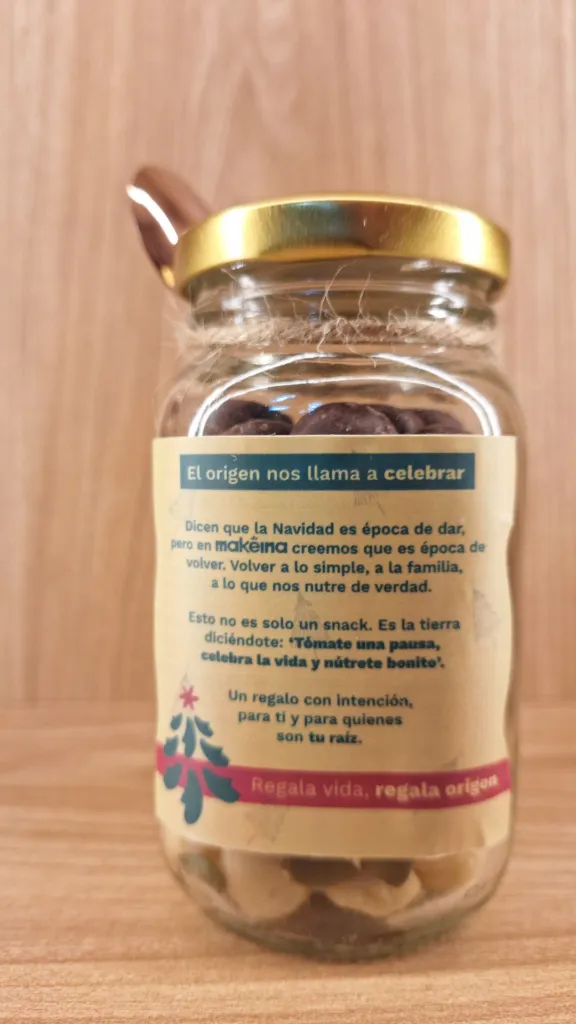 El origen nos llama a celebrar
Dicen que la Navidad es época de dar,
pero en makêina creemos que es época de
volver. Volver a lo simple, a la familia,
a lo que nos nutre de verdad.
Esto no es solo un snack. Es la tierra
diciéndote: ‘Tómate una pausa,
celebra la vida y nútrete bonito’.
Un regalo con intención,
para ti y para quienes
son tu raíz.
Regala vida, regala origen